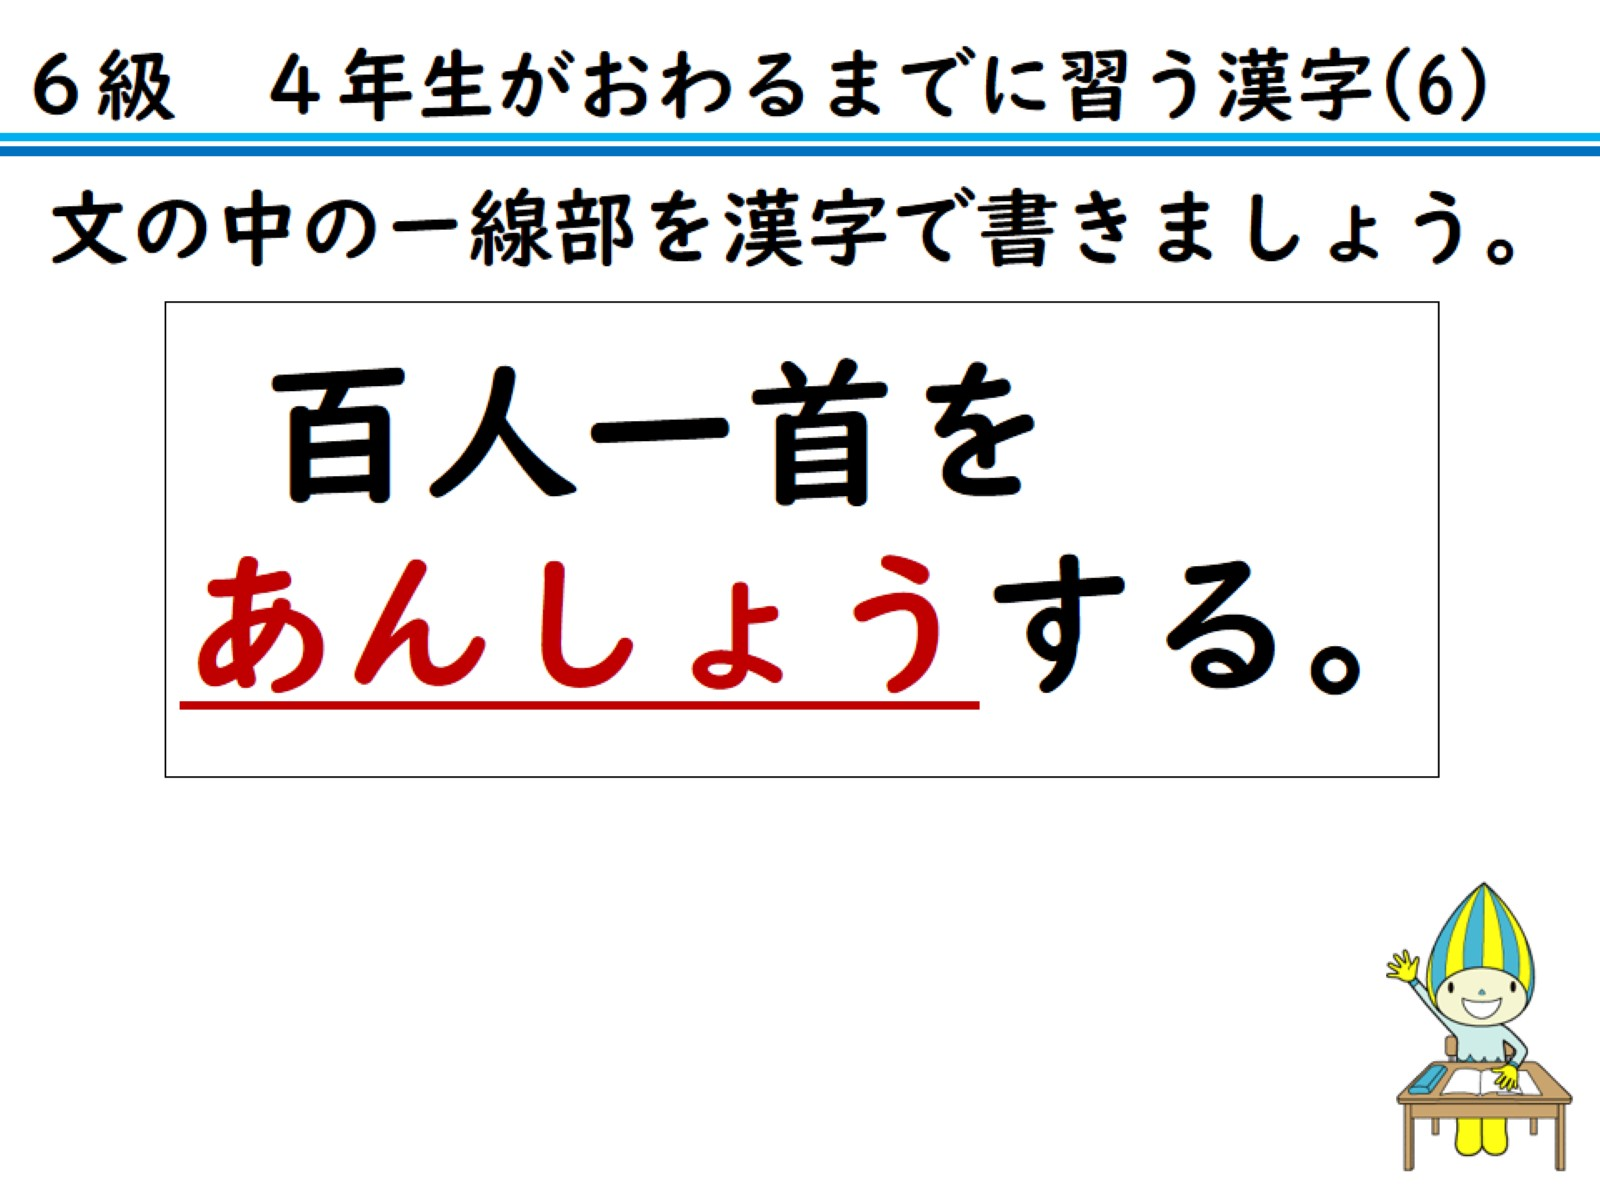 ６級　４年生がおわるまでに習う漢字(6)
文の中の一線部を漢字で書きましょう。
百人一首を
あんしょうする。